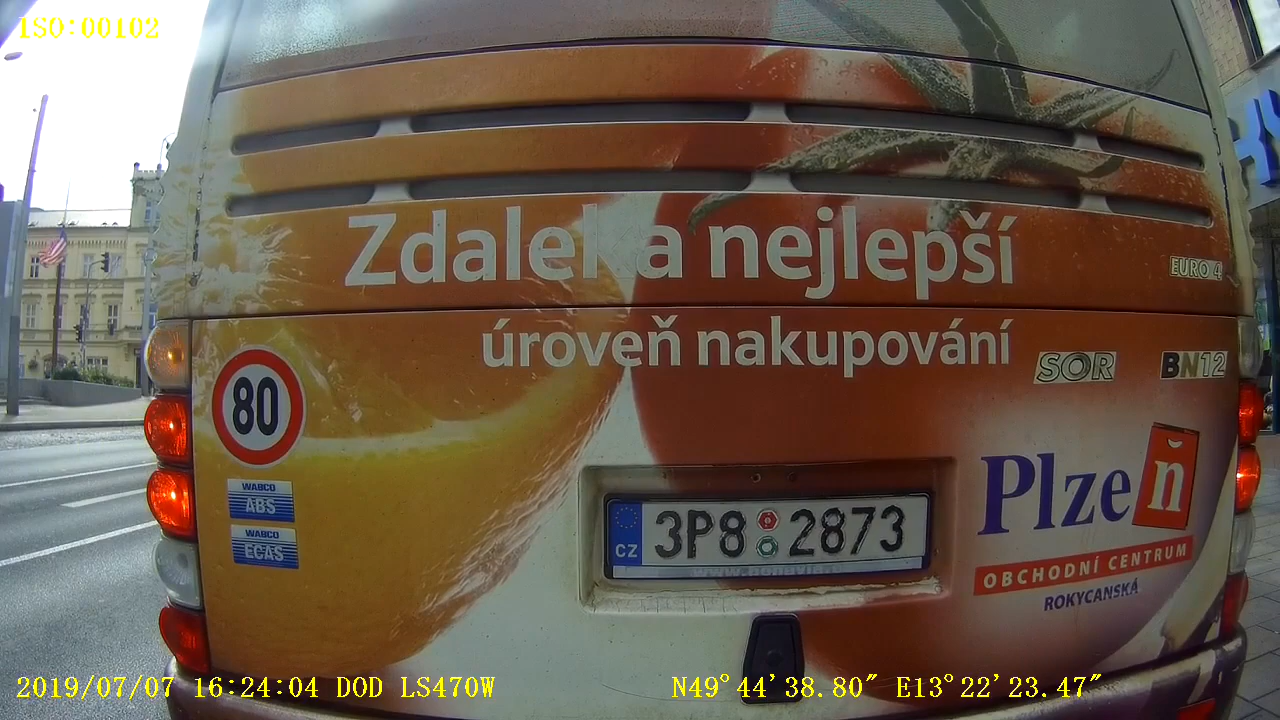 ISO:00102
Zdaleka nejlepší
EURO 4
úroveň nakupování
SOR BN12
80
Plzeň
WABCO
ABS
CZ 3P8 2873
WABCO
ECAS
OBCHODNÍ CENTRUM
ROKYCANSKÁ
2019/07/07 16:24:04 DOD LS470W N49°44'38.80" E13°22'23.47"